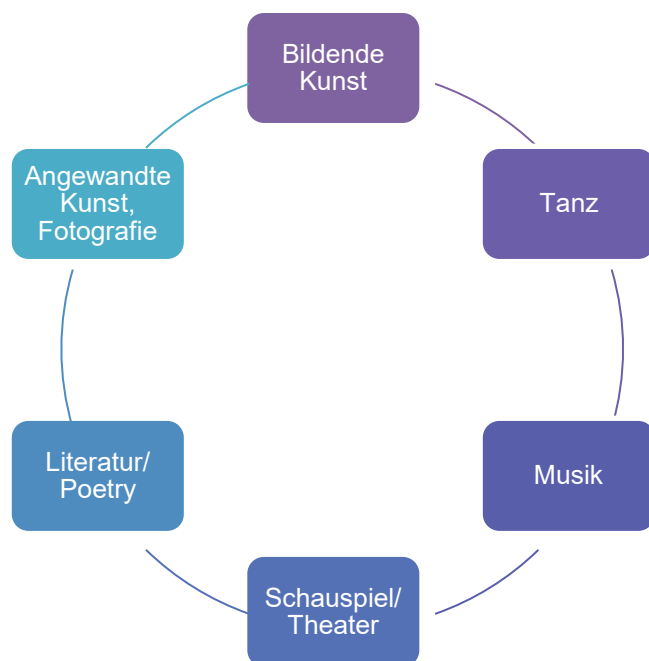 Bildende
Kunst
Tanz
Musik
Schauspiel/
Theater
Literatur/
Poetry
Angewandte
Kunst,
Fotografie